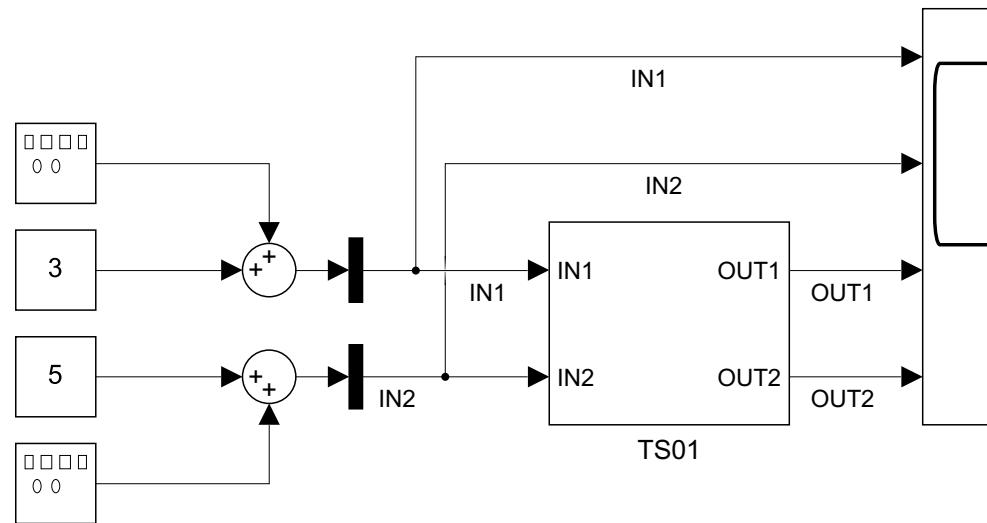 IN1
IN2
3
+
+
IN1
IN1
OUT1
OUT1
5
+
+
IN2
IN2
OUT2
OUT2
TS01